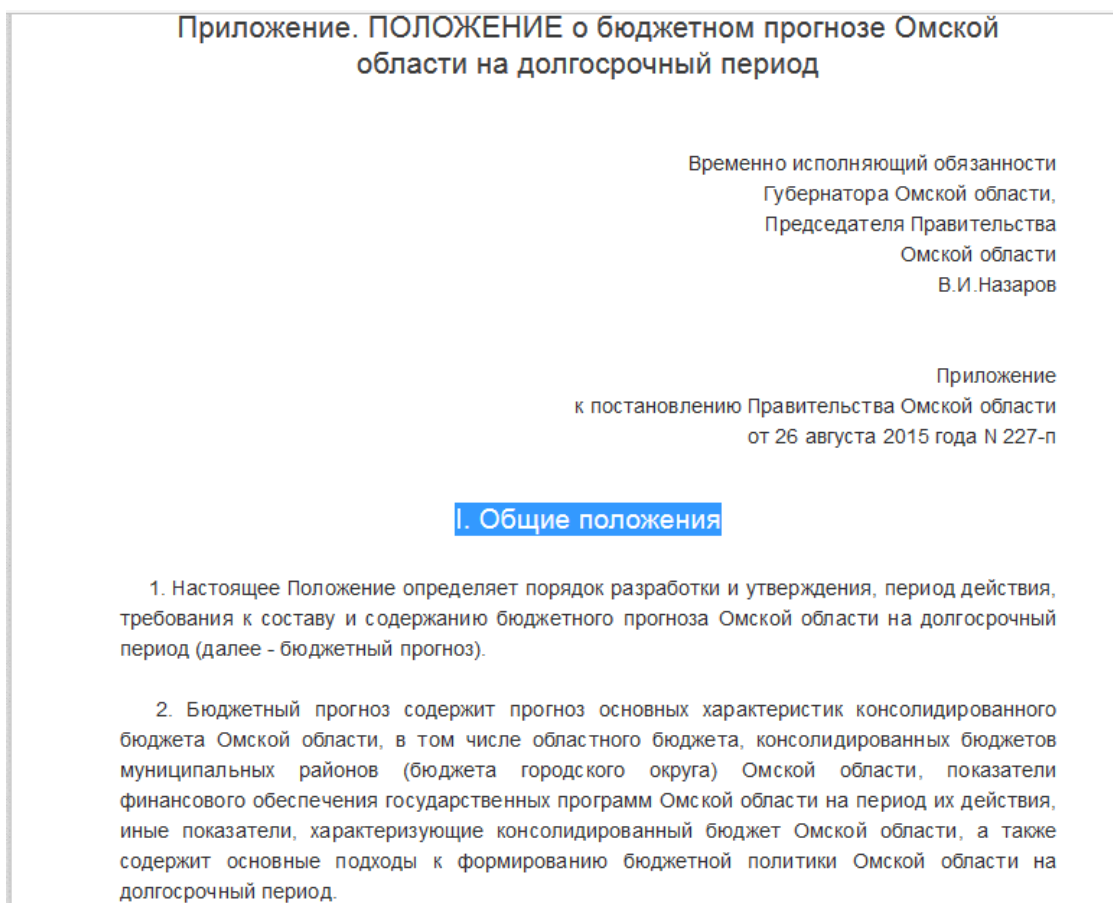 Приложение. ПОЛОЖЕНИЕ о бюджетном прогнозе Омской
области на долгосрочный период
Временно исполняющий обязанности
Губернатора Омской области,
Председателя Правительства
Омской области
В.И.Назаров
Приложение
к постановлению Правительства Омской области
от 26 августа 2015 года N 227-п
I. Общие положения
1. Настоящее Положение определяет порядок разработки и утверждения, период действия,
требования к составу и содержанию бюджетного прогноза Омской области на долгосрочный
период (далее - бюджетный прогноз).
2. Бюджетный прогноз содержит прогноз основных характеристик консолидированного
бюджета Омской области, в том числе областного бюджета, консолидированных бюджетов
муниципальных районов (бюджета городского округа) Омской области, показатели
финансового обеспечения государственных программ Омской области на период их действия,
иные показатели, характеризующие консолидированный бюджет Омской области, а также
содержит основные подходы к формированию бюджетной политики Омской области на
долгосрочный период.